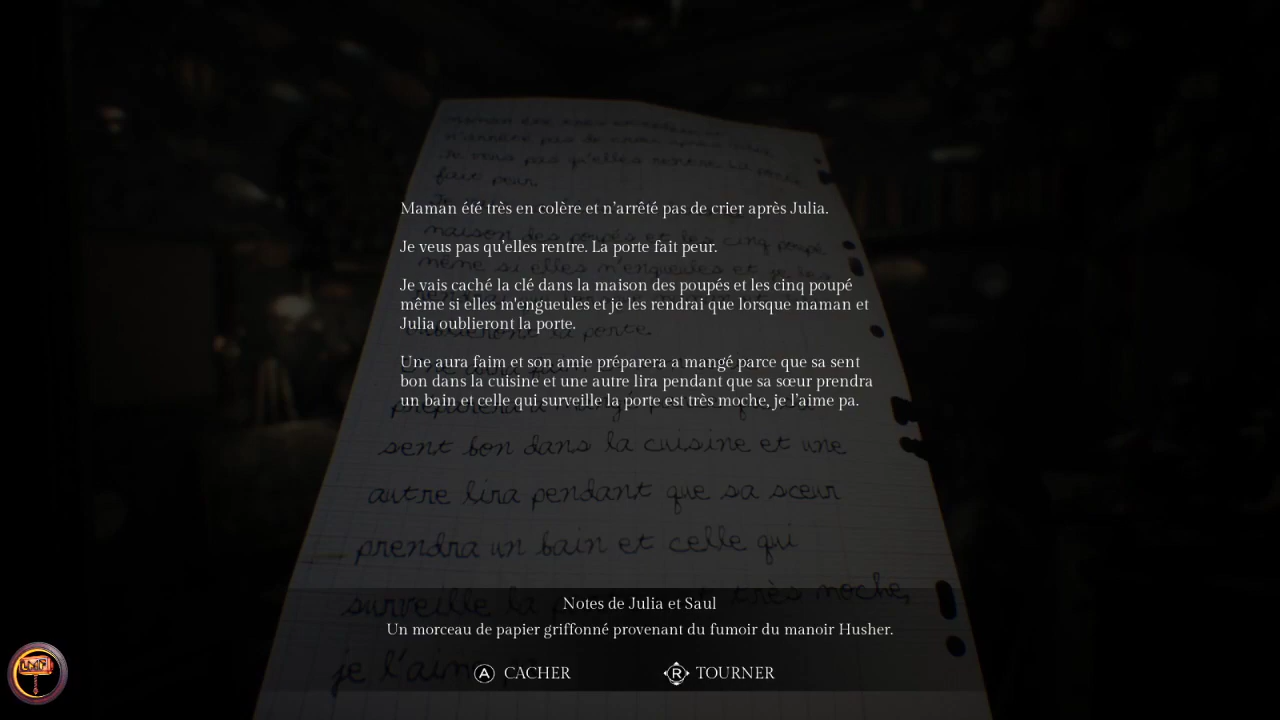 Maman été très en colère et n'arrêté pas de crier après Julia.
Je veus pas qu'elles rentre. La porte fait peur.
Je vais caché la clé dans la maison des poupés et les cinq poupé
même si elles m'engueules et je les rendrai que lorsque maman et
Julia oublieront la porte.
Une aura faim et son amie préparera a mangé parce que sa sent
bon dans la cuisine et une autre lira pendant que sa sœur prendra
un bain et celle qui surveille la porte est très moche, je l'aime pa.
sent bon dans la cuisine et une
autre lira pendant que sa sœur
prendra un bain et celle qui
surveille la très moche,
je l'aim
Notes de Julia et Saul
Un morceau de papier griffonné provenant du fumoir du manoir Husher.
A CACHER R TOURNER